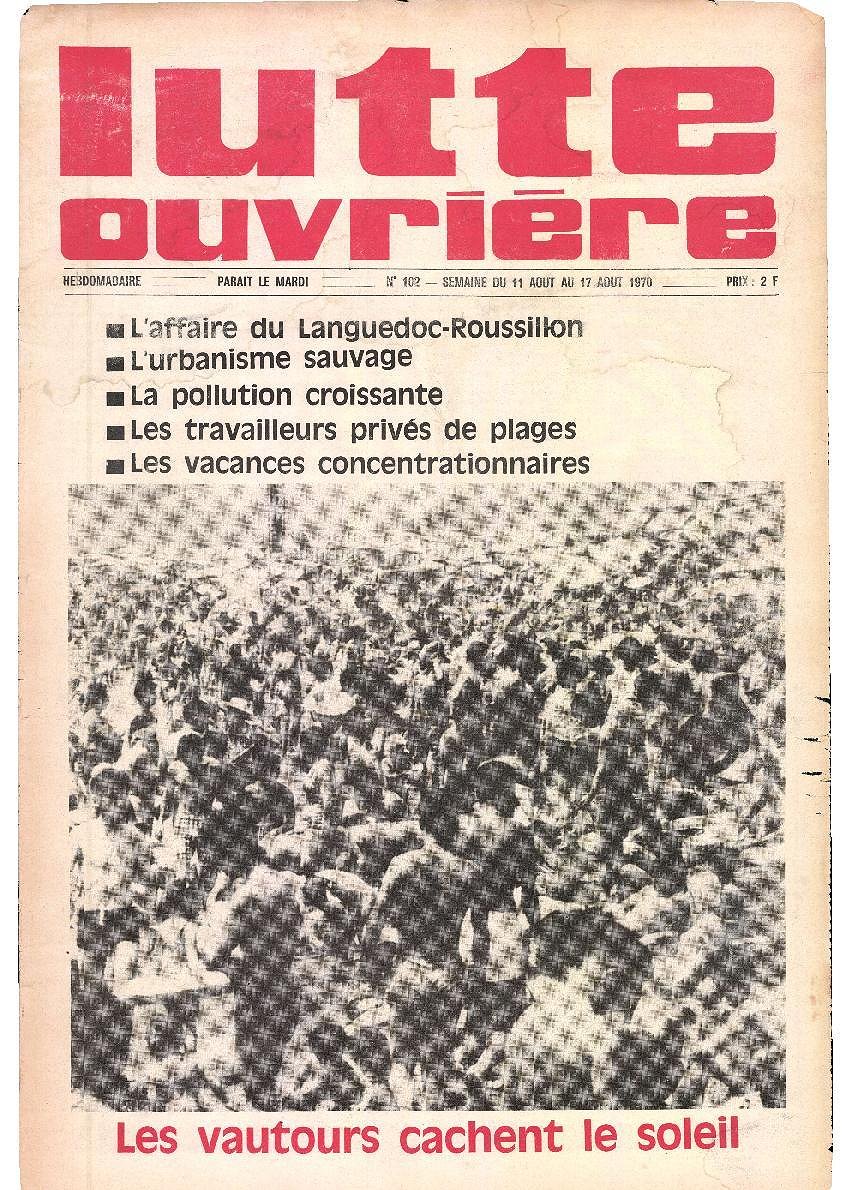 lutte
ouvrière
HEBDOMADAIRE PARAIT LE MARDI N° 102 — SEMAINE DU 11 AOUT AU 17 AOUT 1970 PRIX : 2 F
■ L'affaire du Languedoc-Roussillon
■ L'urbanisme sauvage
■ La pollution croissante
■ Les travailleurs privés de plages
■ Les vacances concentrationnaires
Les vautours cachent le soleil